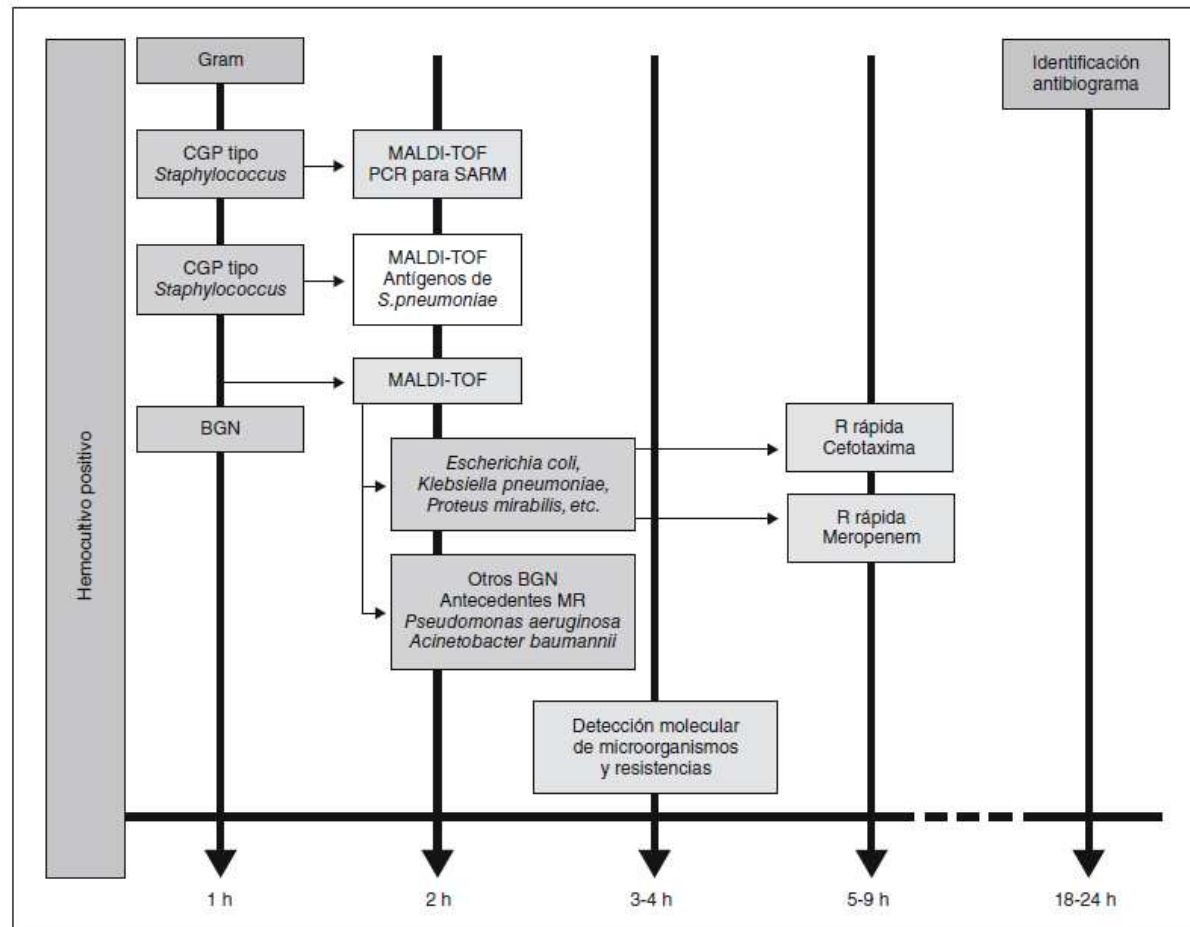 Hemocultivo positivo
Gram
CGP tipo
Staphylococcus
CGP tipo
Staphylococcus
BGN
MALDI-TOF
PCR para SARM
MALDI-TOF
Antígenos de
S.pneumoniae
MALDI-TOF
Escherichia coli,
Klebsiella pneumoniae,
Proteus mirabilis, etc.
Otros BGN
Antecedentes MR
Pseudomonas aeruginosa
Acinetobacter baumannii
Detección molecular
de microorganismos
y resistencias
R rápida
Cefotaxima
R rápida
Meropenem
Identificación
antibiograma
1 h
2 h
3-4 h
5-9 h
18-24 h